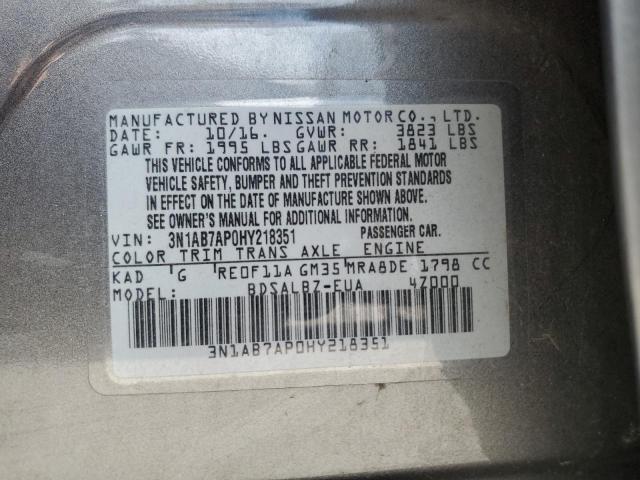 MANUFACTURED BY NISSAN MOTOR CO., LTD.
DATE: 10/16. GVWR: 3823 LBS
GAWR FR: 1995 LBS GAWR RR: 1841 LBS
THIS VEHICLE CONFORMS TO ALL APPLICABLE FEDERAL MOTOR
VEHICLE SAFETY, BUMPER AND THEFT PREVENTION STANDARDS
IN EFFECT ON THE DATE OF MANUFACTURE SHOWN ABOVE.
SEE OWNER'S MANUAL FOR ADDITIONAL INFORMATION.
VIN: 3N1AB7AP0HY218351 PASSENGER CAR.
COLOR TRIM TRANS AXLE ENGINE
KAD G RE0F11A GM35 MRA8DE 1798 CC
MODEL: BDSALBZ-EUA 4Z000
3N1AB7AP0HY218351